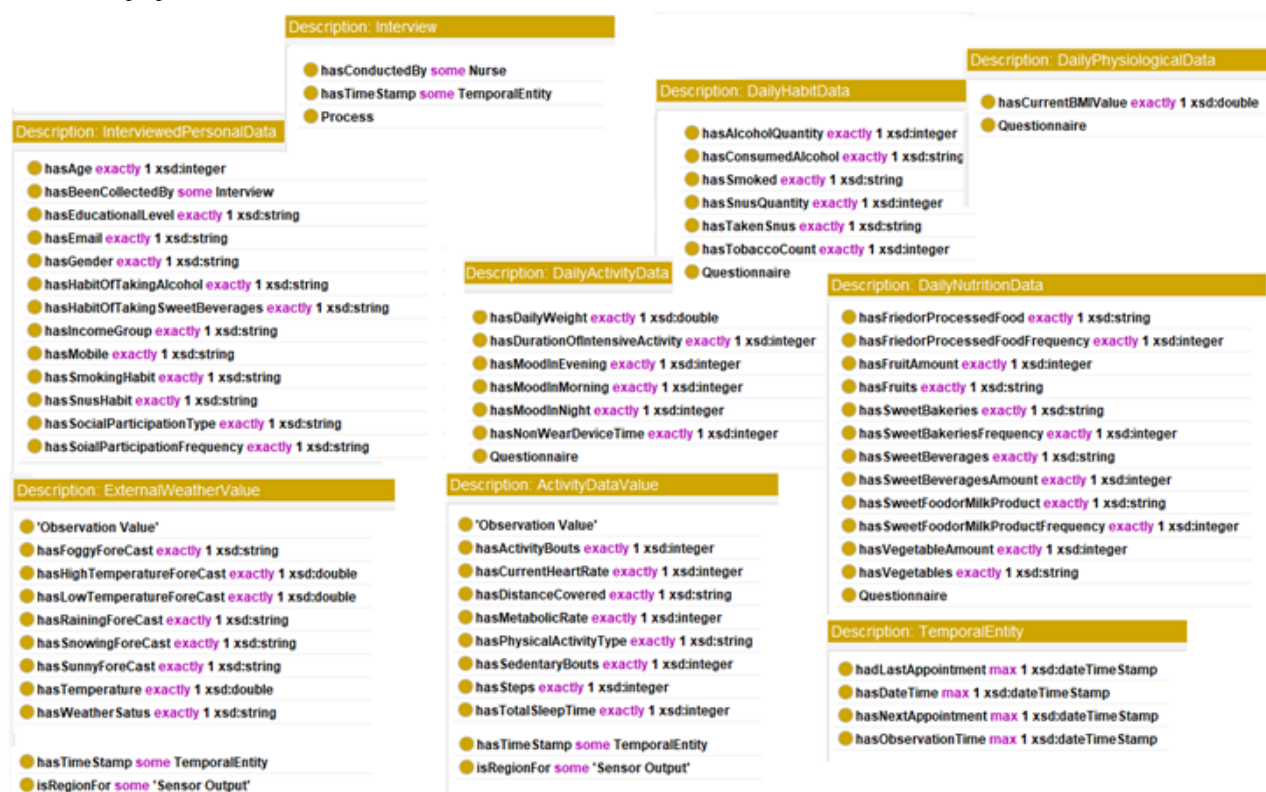 Description: Interview
hasConductedBy some Nurse
hasTimeStamp some TemporalEntity
Process
Description: DailyPhysiologicalData
hasCurrentBMIValue exactly 1 xsd:double
Questionnaire
Description: DailyHabitData
hasAlcoholQuantity exactly 1 xsd:integer
hasConsumedAlcohol exactly 1 xsd:string
hasSmoked exactly 1 xsd:string
hasSnusQuantity exactly 1 xsd:integer
hasTakenSnus exactly 1 xsd:string
hasTobaccoCount exactly 1 xsd:integer
Questionnaire
Description: InterviewedPersonalData
hasAge exactly 1 xsd:integer
hasBeenCollectedBy some Interview
hasEducationalLevel exactly 1 xsd:string
hasEmail exactly 1 xsd:string
hasGender exactly 1 xsd:string
hasHabitOfTakingAlcohol exactly 1 xsd:string
hasHabitOfTakingSweetBeverages exactly 1 xsd:string
hasIncomeGroup exactly 1 xsd:string
hasMobile exactly 1 xsd:string
hasSmokingHabit exactly 1 xsd:string
hasSnusHabit exactly 1 xsd:string
hasSocialParticipationType exactly 1 xsd:string
hasSoialParticipationFrequency exactly 1 xsd:string
Description: DailyActivityData
hasDailyWeight exactly 1 xsd:double
hasDurationOfIntensiveActivity exactly 1 xsd:integer
hasMoodInEvening exactly 1 xsd:integer
hasMoodInMorning exactly 1 xsd:integer
hasMoodInNight exactly 1 xsd:integer
hasNonWearDeviceTime exactly 1 xsd:integer
Questionnaire
Description: DailyNutritionData
hasFriedorProcessedFood exactly 1 xsd:string
hasFriedorProcessedFoodFrequency exactly 1 xsd:integer
hasFruitAmount exactly 1 xsd:integer
hasFruits exactly 1 xsd:string
hasSweetBakeries exactly 1 xsd:string
hasSweetBakeriesFrequency exactly 1 xsd:integer
hasSweetBeverages exactly 1 xsd:string
hasSweetBeveragesAmount exactly 1 xsd:integer
hasSweetFoodorMilkProduct exactly 1 xsd:string
hasSweetFoodorMilkProductFrequency exactly 1 xsd:integer
hasVegetableAmount exactly 1 xsd:integer
hasVegetables exactly 1 xsd:string
Questionnaire
Description: ExternalWeatherValue
'Observation Value'
hasFoggyForeCast exactly 1 xsd:string
hasHighTemperatureForeCast exactly 1 xsd:double
hasLowTemperatureForeCast exactly 1 xsd:double
hasRainingForeCast exactly 1 xsd:string
hasSnowingForeCast exactly 1 xsd:string
hasSunnyForeCast exactly 1 xsd:string
hasTemperature exactly 1 xsd:double
hasWeatherSatus exactly 1 xsd:string
hasTimeStamp some TemporalEntity
isRegionFor some 'Sensor Output'
Description: ActivityDataValue
'Observation Value'
hasActivityBouts exactly 1 xsd:integer
hasCurrentHeartRate exactly 1 xsd:integer
hasDistanceCovered exactly 1 xsd:string
hasMetabolicRate exactly 1 xsd:integer
hasPhysicalActivityType exactly 1 xsd:string
hasSedentaryBouts exactly 1 xsd:integer
hasSteps exactly 1 xsd:integer
hasTotalSleepTime exactly 1 xsd:integer
hasTimeStamp some TemporalEntity
isRegionFor some 'Sensor Output'
Description: TemporalEntity
hadLastAppointment max 1 xsd:dateTimeStamp
hasDateTime max 1 xsd:dateTimeStamp
hasNextAppointment max 1 xsd:dateTimeStamp
hasObservationTime max 1 xsd:dateTimeStamp